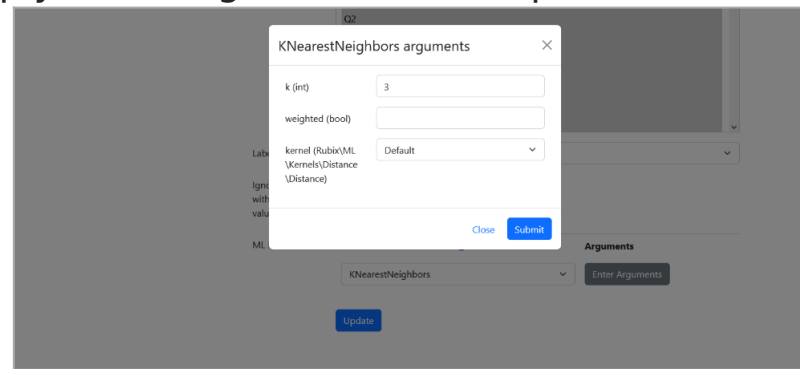 Q2
KNearestNeighbors arguments
k (int)
3
weighted (bool)
kernel (Rubix\ML
\Kernels\Distance
\Distance)
Default
Close
Submit
ML
Arguments
KNearestNeighbors
Enter Arguments
Update